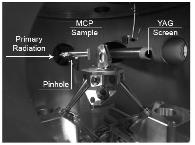 MCP
Sample
YAG
Screen
Primary
Radiation
Pinhole